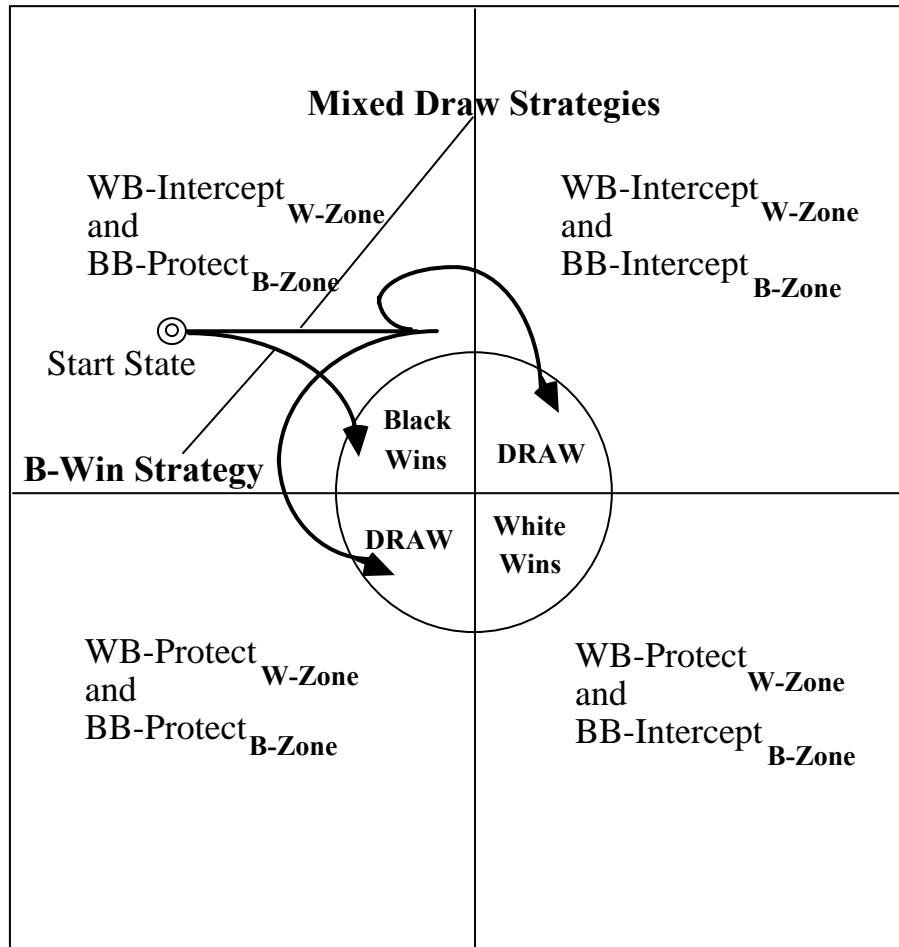 Mixed Draw Strategies
WB-Intercept W-Zone
and
BB-Protect B-Zone
WB-Intercept W-Zone
and
BB-Intercept B-Zone
Start State
B-Win Strategy
Black
Wins
DRAW
DRAW
White
Wins
WB-Protect W-Zone
and
BB-Protect B-Zone
WB-Protect W-Zone
and
BB-Intercept B-Zone